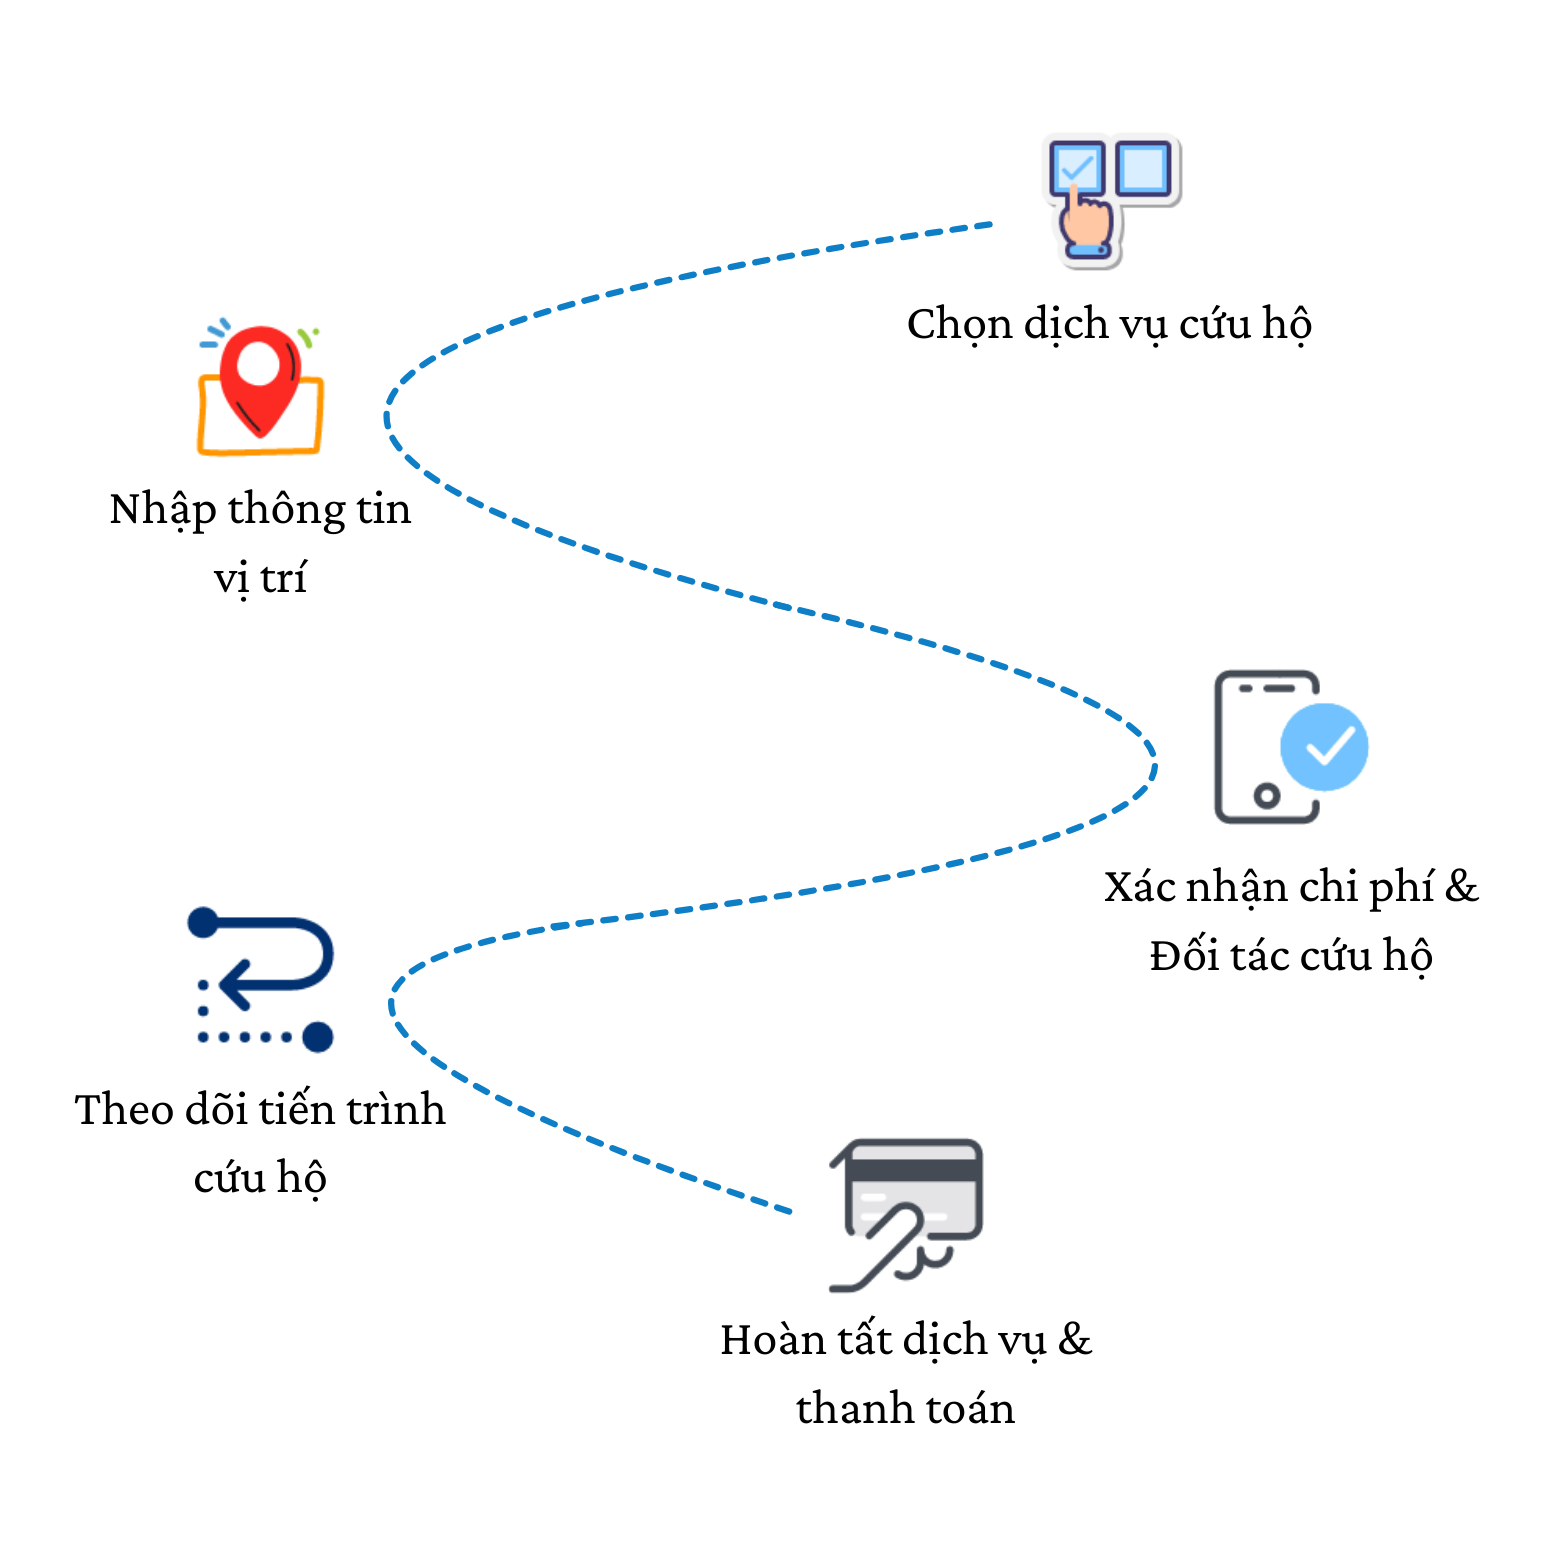 Chọn dịch vụ cứu hộ
Nhập thông tin
vị trí
Xác nhận chi phí &
Đối tác cứu hộ
Theo dõi tiến trình
cứu hộ
Hoàn tất dịch vụ &
thanh toán